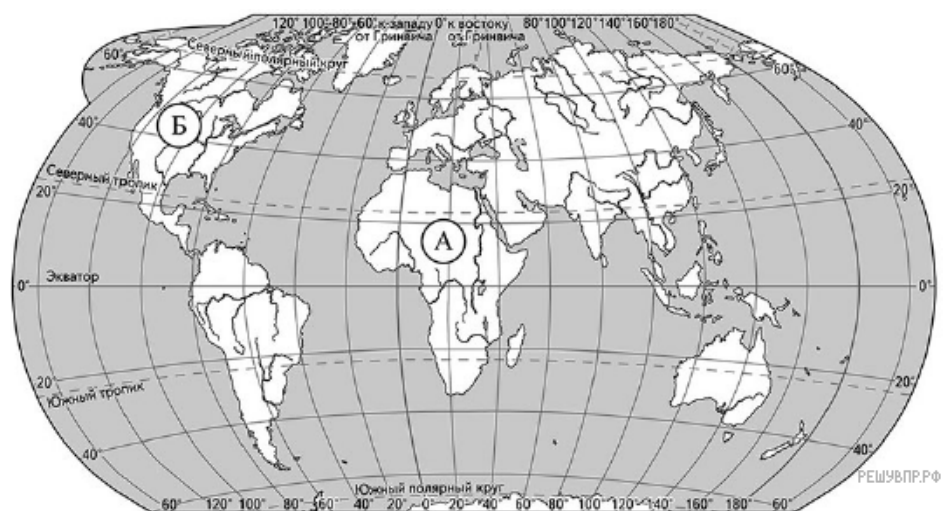 120° 100° 80° 60° к западу 0° к востоку 80° 100° 120° 140° 160° 180°
от Гринвича от Гринвича
60° Северный полярный круг 60°
Б
40° 40°
Северный тропик
20° 20°
А
Экватор
0° 0°
20° 20°
Южный тропик
40° 40°
РЕШУВПР.РФ
Южный полярный круг
60° 120° 100° 80° 60° 40° 20° 0° 20° 40° 60° 80° 100° 120° 140° 160° 180° 60°